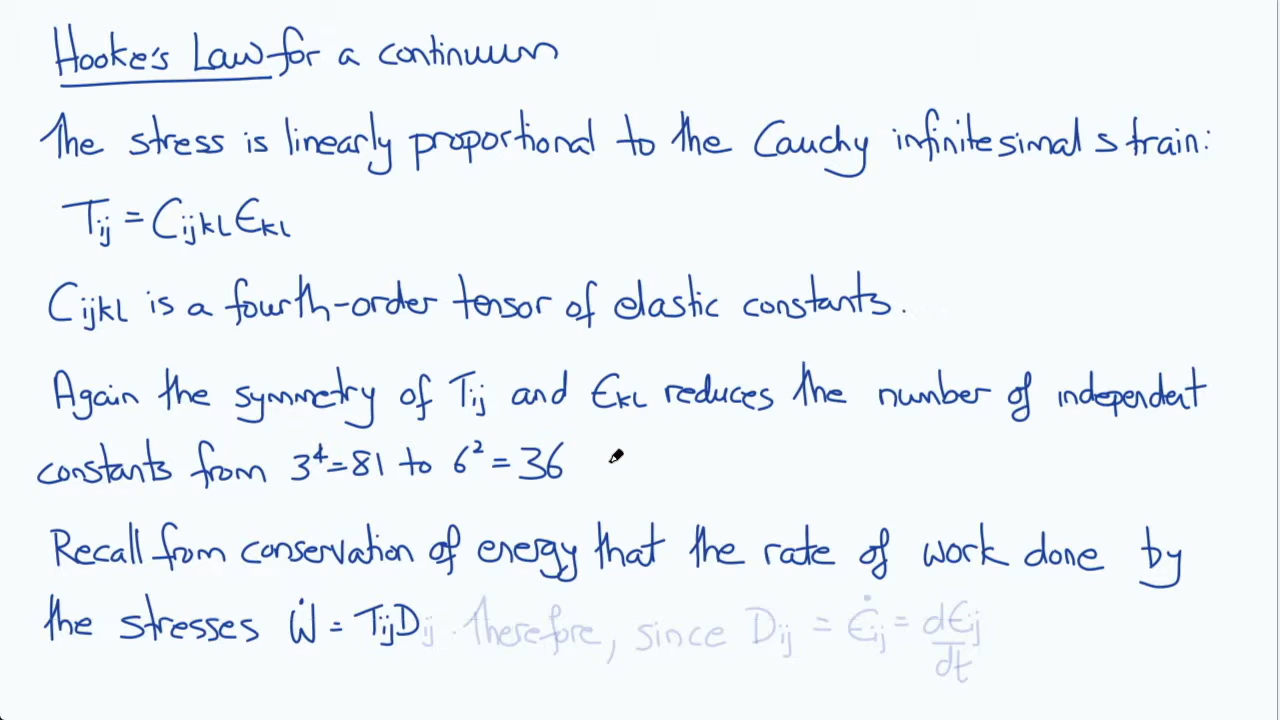 Hooke's Law for a continuum
The stress is linearly proportional to the Cauchy infinitesimal strain:
Tij = Cijkl Ekl
Cijkl is a fourth-order tensor of elastic constants.
Again the symmetry of Tij and Ekl reduces the number of independent
constants from 3⁴=81 to 6² = 36
Recall from conservation of energy that the rate of work done by
the stresses Ẇ = TijDij. Therefore, since Dij = ϵ̇ij = dϵij/dt